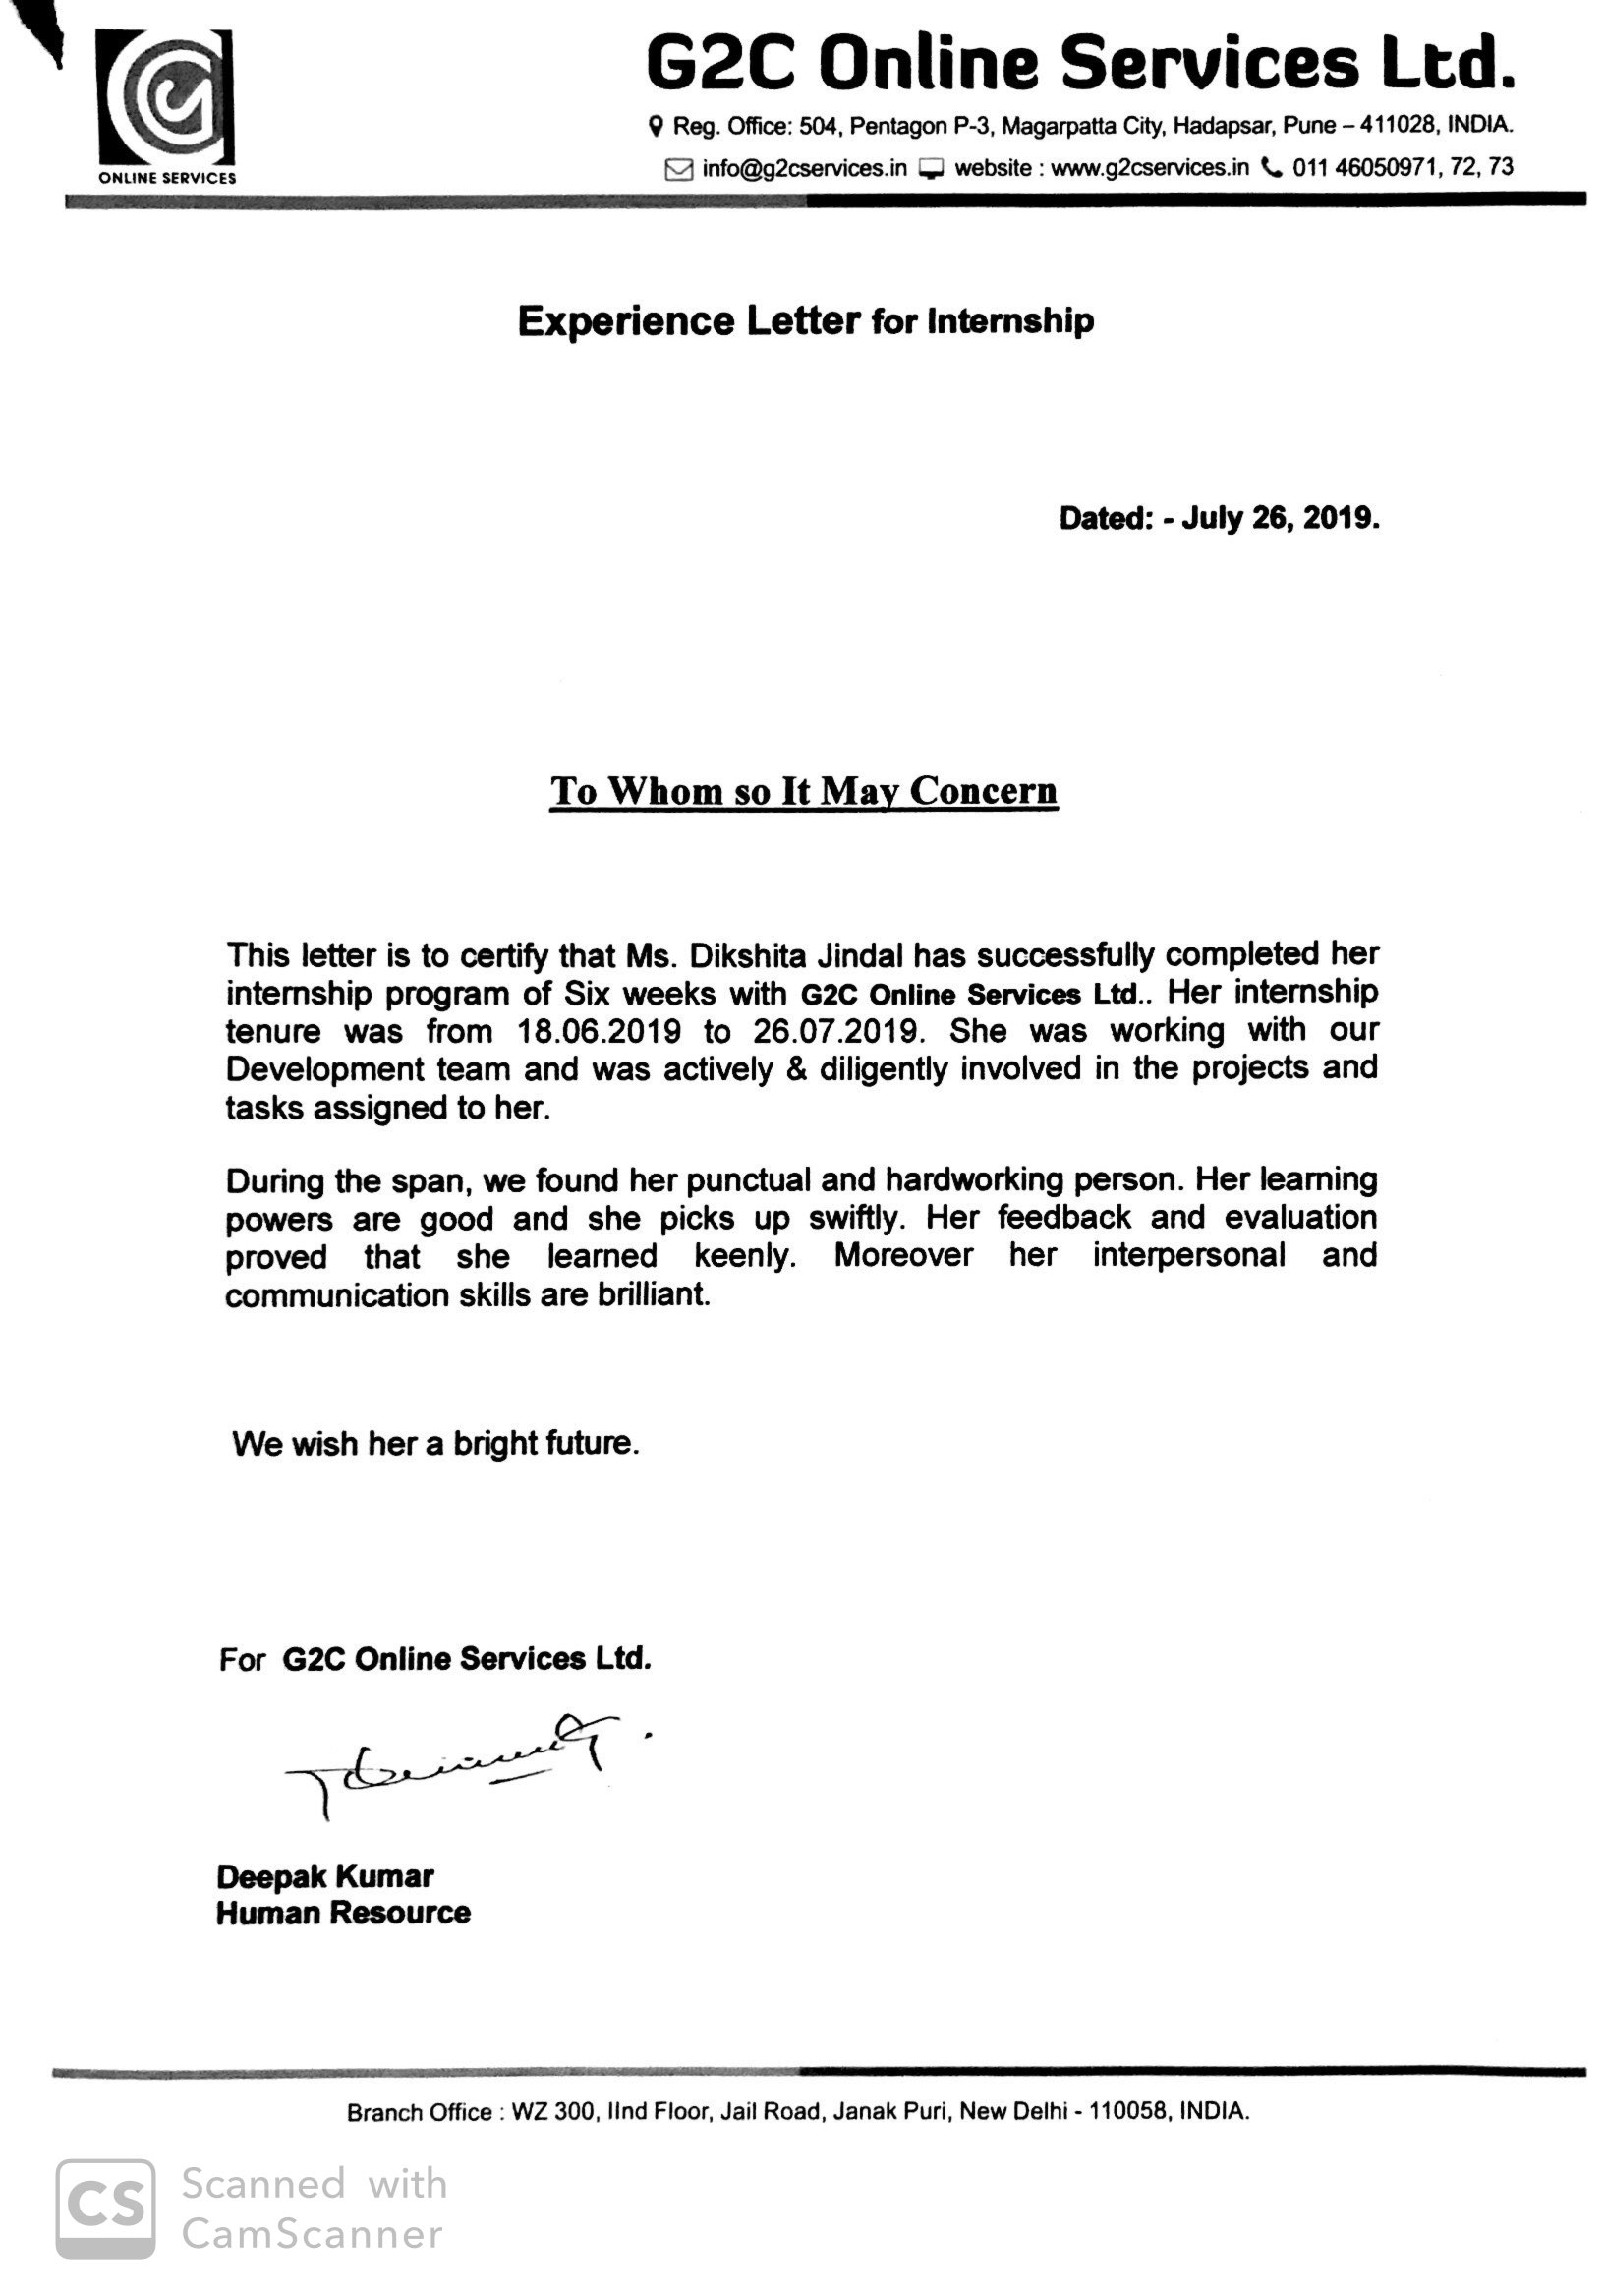 G2C Online Services Ltd.
Reg. Office: 504, Pentagon P-3, Magarpatta City, Hadapsar, Pune – 411028, INDIA.
info@g2cservices.in website : www.g2cservices.in 011 46050971, 72, 73
ONLINE SERVICES
Experience Letter for Internship
Dated: - July 26, 2019.
To Whom so It May Concern
This letter is to certify that Ms. Dikshita Jindal has successfully completed her
internship program of Six weeks with G2C Online Services Ltd.. Her internship
tenure was from 18.06.2019 to 26.07.2019. She was working with our
Development team and was actively & diligently involved in the projects and
tasks assigned to her.
During the span, we found her punctual and hardworking person. Her learning
powers are good and she picks up swiftly. Her feedback and evaluation
proved that she learned keenly. Moreover her interpersonal and
communication skills are brilliant.
We wish her a bright future.
For G2C Online Services Ltd.
Deepak Kumar
Human Resource
Branch Office : WZ 300, IInd Floor, Jail Road, Janak Puri, New Delhi - 110058, INDIA.
CS Scanned with
CamScanner